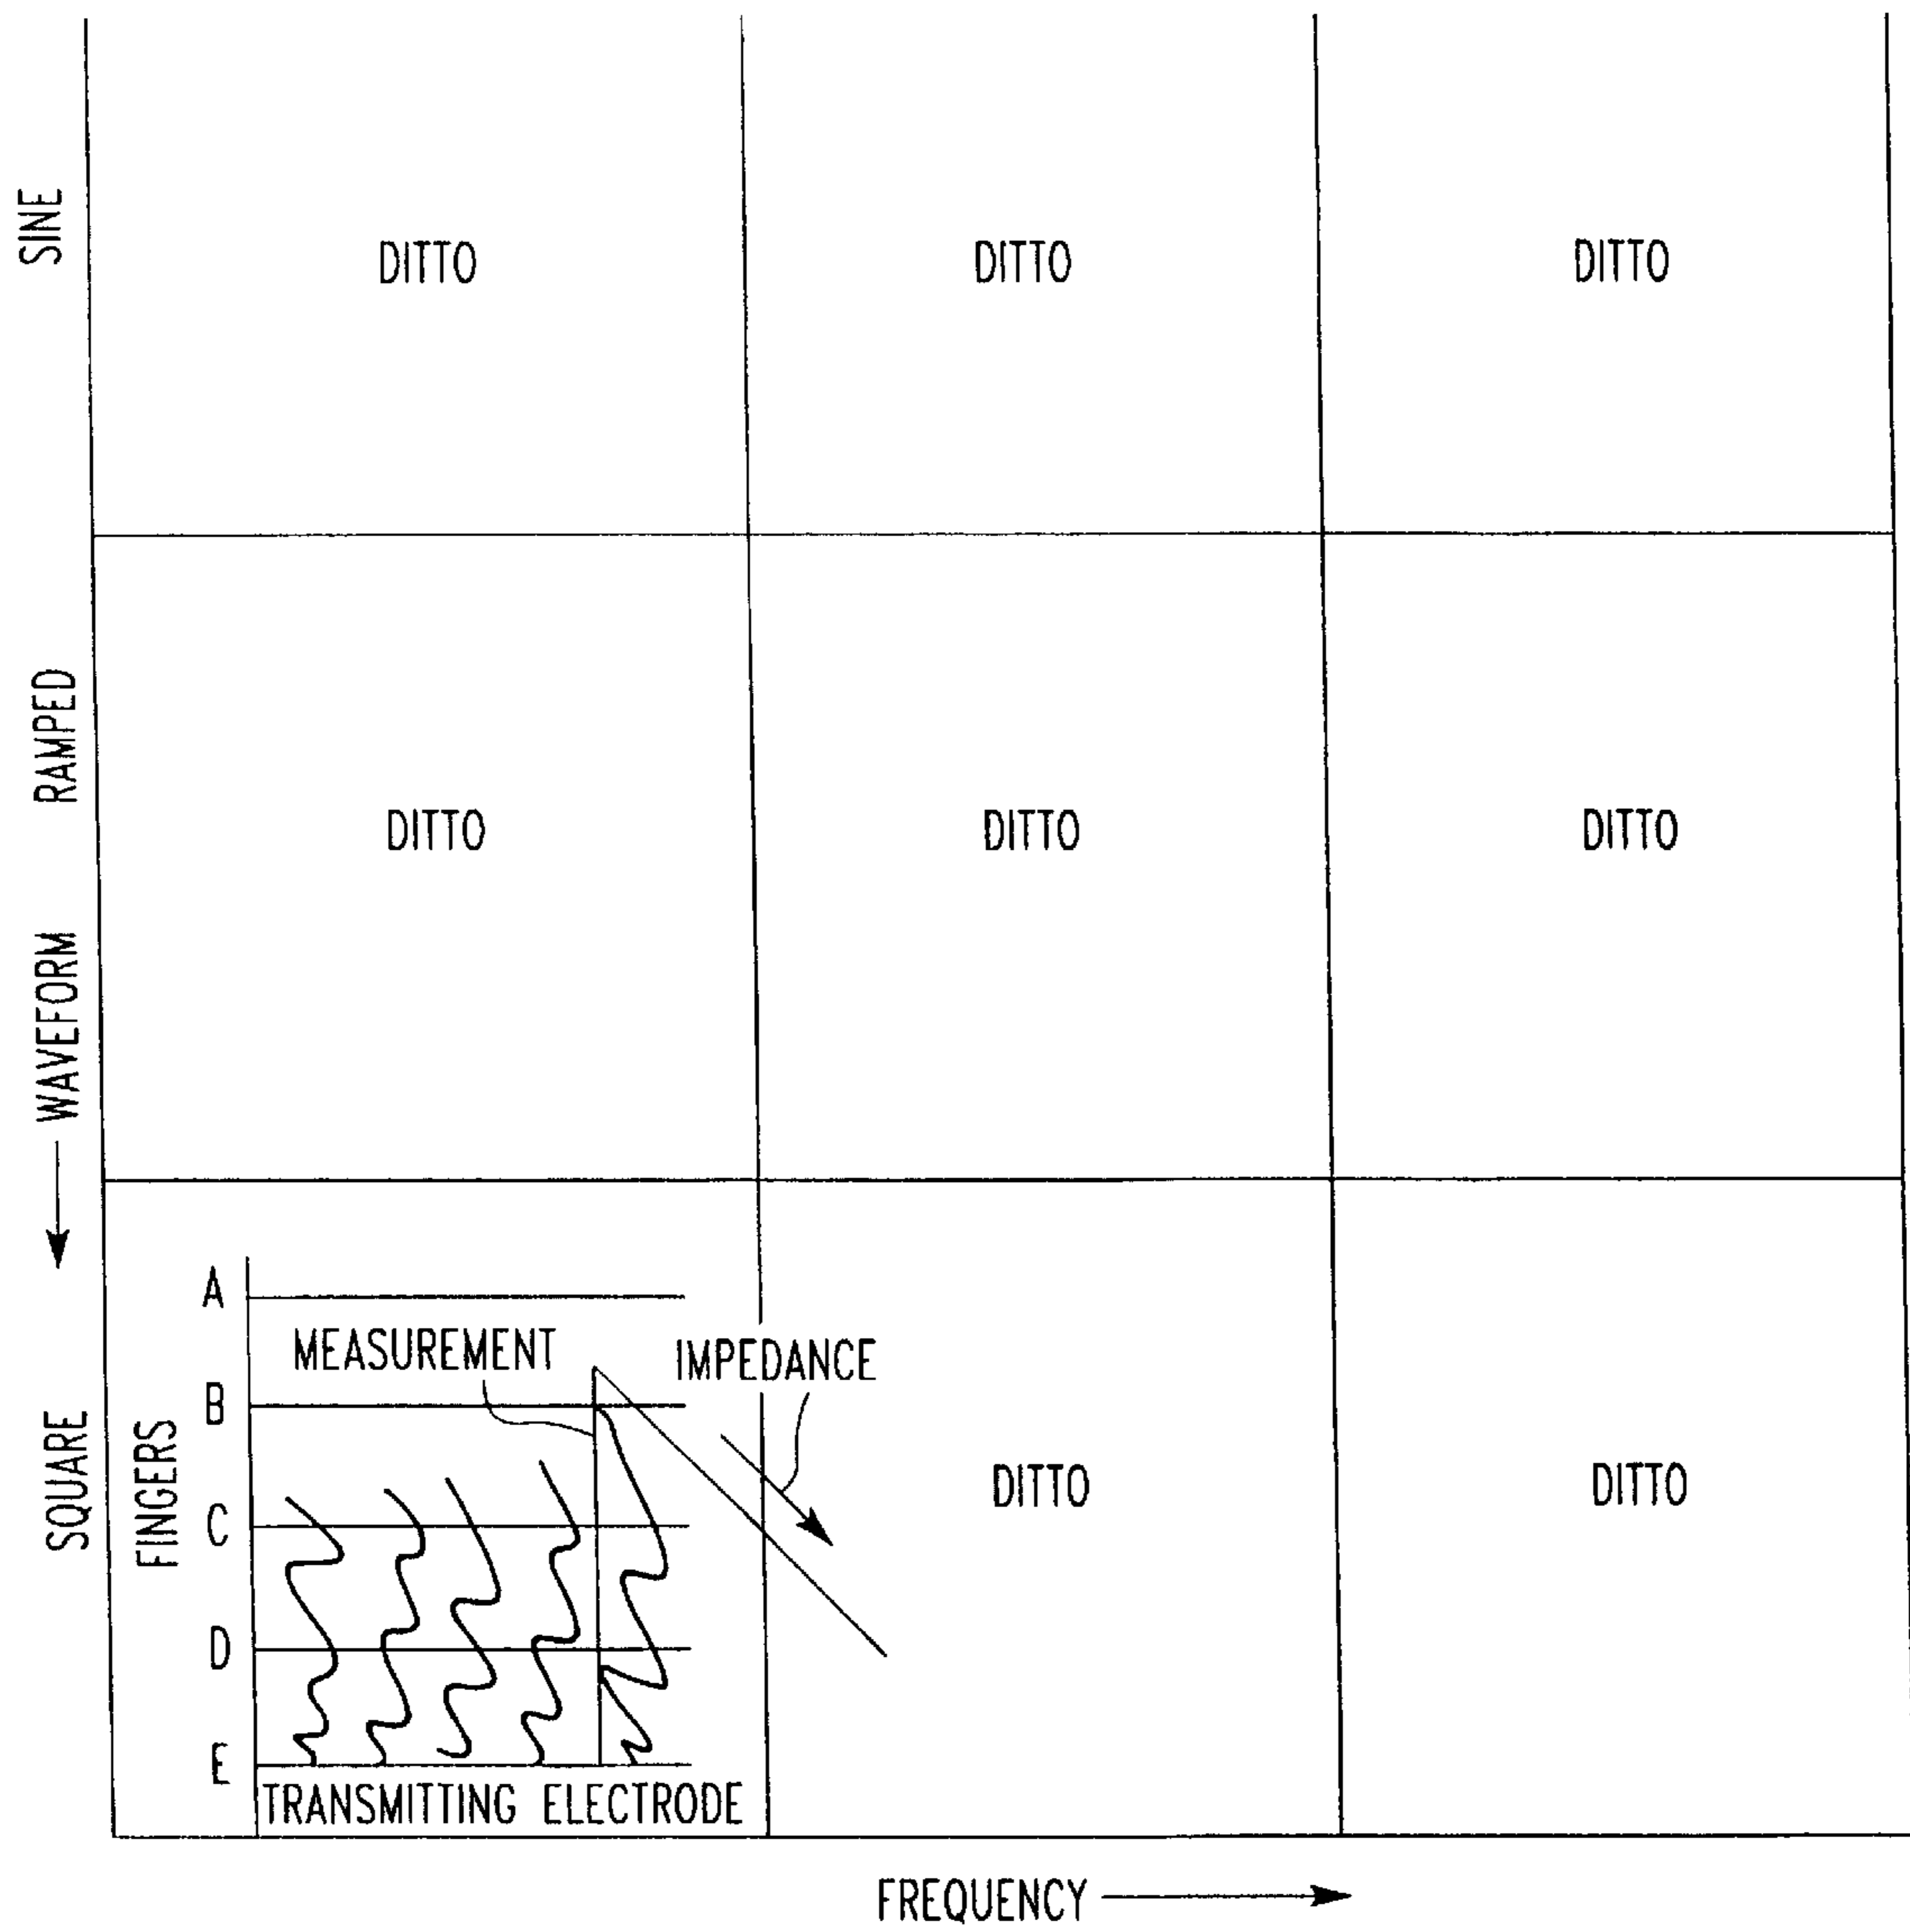 SINE
DITTO
DITTO
DITTO
RAMPED
DITTO
DITTO
DITTO
WAVEFORM
SQUARE
FINGERS
A
MEASUREMENT
IMPEDANCE
B
C
DITTO
DITTO
D
E
TRANSMITTING ELECTRODE
FREQUENCY